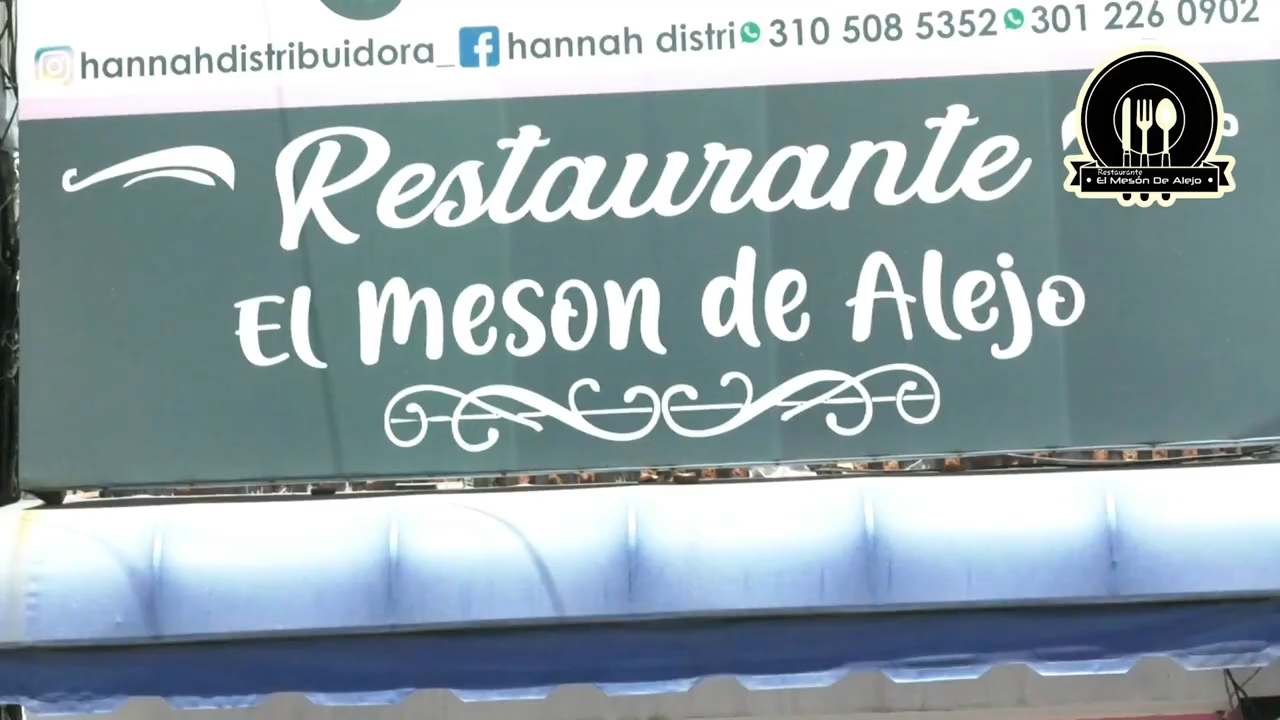 hannahdistribuidora_ hannah distri 310 508 5352 301 226 0902
Restaurante
El meson de Alejo
Restaurante
El Mesón De Alejo